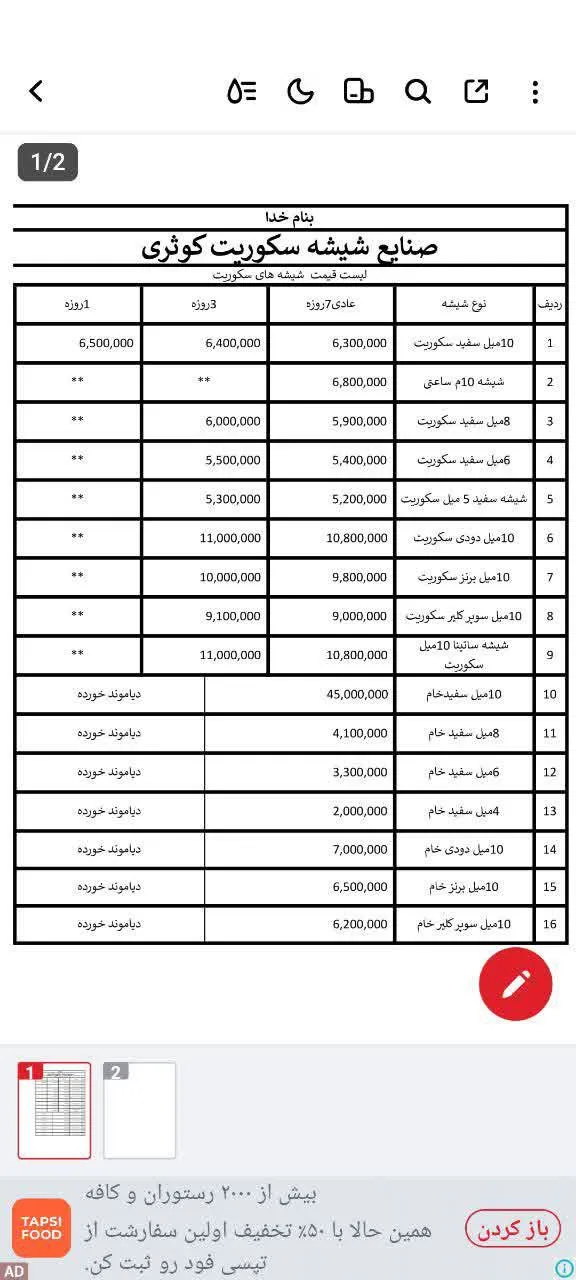 1/2
بنام خدا
صنایع شیشه سکوریت کوثری
لیست قیمت شیشه های سکوریت
ردیف نوع شیشه عادی7روزه 3روزه 1روزه
1 10میل سفید سکوریت 6,300,000 6,400,000 6,500,000
2 شیشه 10م ساعتی 6,800,000 ** **
3 8میل سفید سکوریت 5,900,000 6,000,000 **
4 6میل سفید سکوریت 5,400,000 5,500,000 **
5 شیشه سفید 5 میل سکوریت 5,200,000 5,300,000 **
6 10میل دودی سکوریت 10,800,000 11,000,000 **
7 10میل برنز سکوریت 9,800,000 10,000,000 **
8 10میل سوپر کلیر سکوریت 9,000,000 9,100,000 **
9 شیشه ساتینا 10میل سکوریت 10,800,000 11,000,000 **
10 10میل سفیدخام 45,000,000 دیاموند خورده
11 8میل سفید خام 4,100,000 دیاموند خورده
12 6میل سفید خام 3,300,000 دیاموند خورده
13 4میل سفید خام 2,000,000 دیاموند خورده
14 10میل دودی خام 7,000,000 دیاموند خورده
15 10میل برنز خام 6,500,000 دیاموند خورده
16 10میل سوپر کلیر خام 6,200,000 دیاموند خورده
1
2
بیش از ۲۰۰۰ رستوران و کافه
همین حالا با ۵۰٪ تخفیف اولین سفارشت از
تپسی فود رو ثبت کن.
باز کردن
TAPSI
FOOD
AD